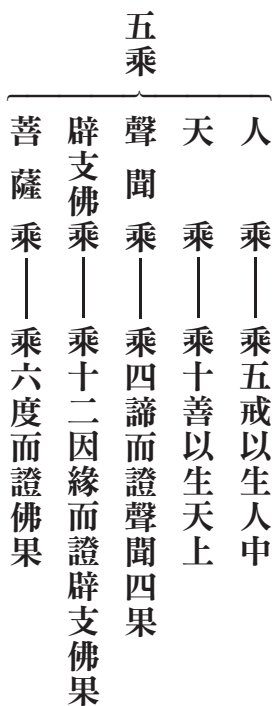 五乘
人乘——乘五戒以生人中
天乘——乘十善以生天上
聲聞乘——乘四諦而證聲聞四果
辟支佛乘——乘十二因緣而證辟支佛果
菩薩乘——乘六度而證佛果